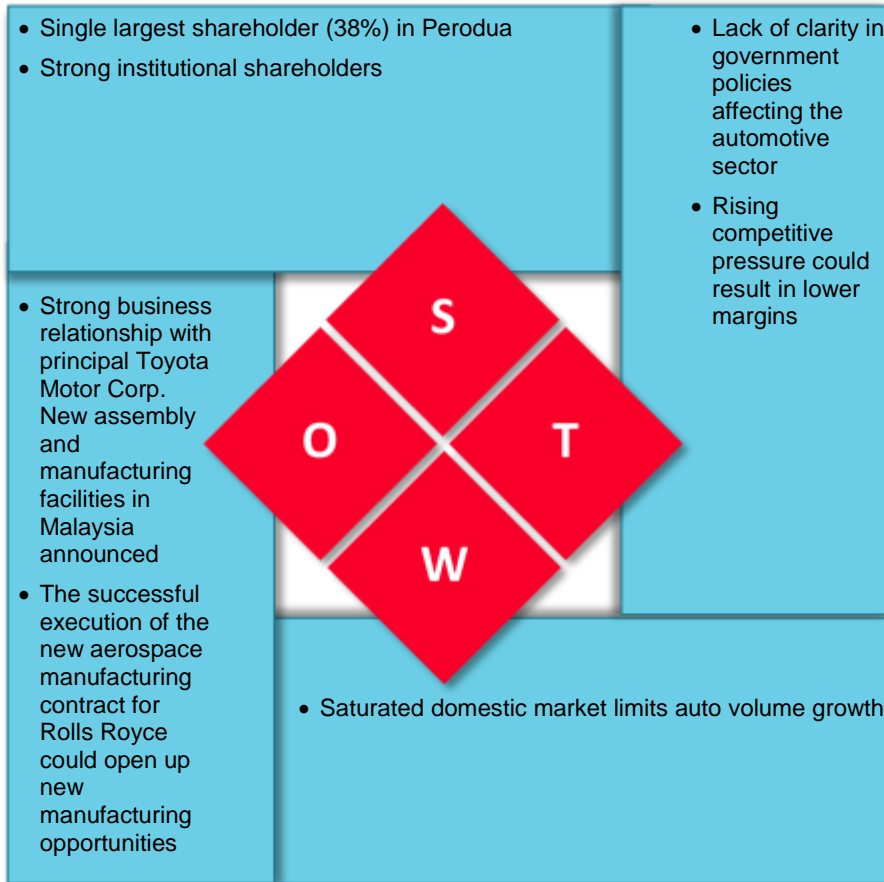 • Single largest shareholder (38%) in Perodua
• Strong institutional shareholders
• Lack of clarity in
government
policies
affecting the
automotive
sector
• Rising
competitive
pressure could
result in lower
margins
• Strong business
relationship with
principal Toyota
Motor Corp.
New assembly
and
manufacturing
facilities in
Malaysia
announced
• The successful
execution of the
new aerospace
manufacturing
contract for
Rolls Royce
could open up
new
manufacturing
opportunities
S
O
T
W
• Saturated domestic market limits auto volume growth